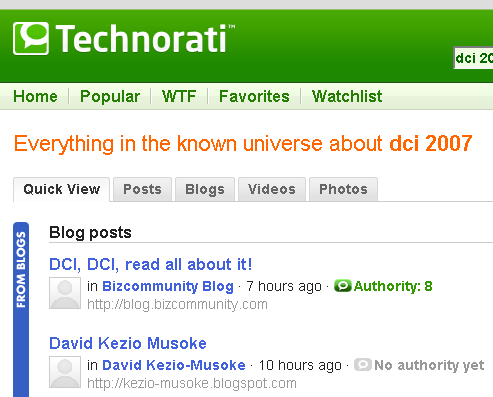 Technorati™
dci 20
Home Popular WTF Favorites Watchlist
Everything in the known universe about dci 2007
Quick View Posts Blogs Videos Photos
FROM BLOGS
Blog posts
DCI, DCI, read all about it!
in Bizcommunity Blog · 7 hours ago · Authority: 8
http://blog.bizcommunity.com
David Kezio Musoke
in David Kezio-Musoke · 10 hours ago · No authority yet
http://kezio-musoke.blogspot.com